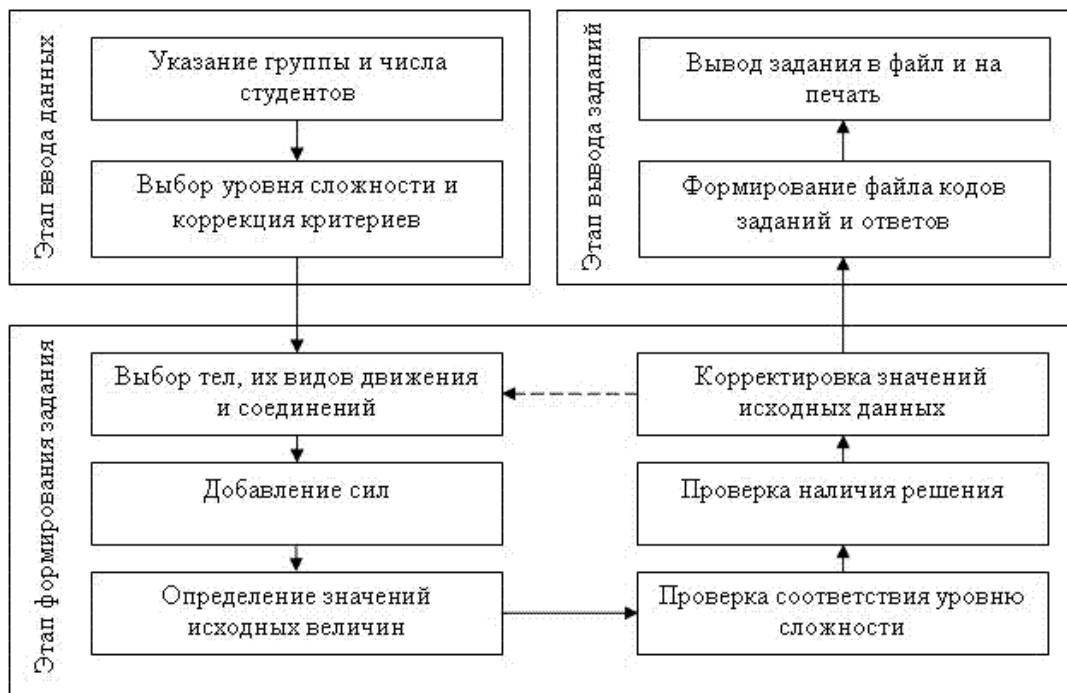 Этап ввода данных
Указание группы и числа
студентов
Выбор уровня сложности и
коррекция критериев
Этап вывода заданий
Вывод задания в файл и на
печать
Формирование файла кодов
заданий и ответов
Этап формирования задания
Выбор тел, их видов движения
и соединений
Добавление сил
Определение значений
исходных величин
Корректировка значений
исходных данных
Проверка наличия решения
Проверка соответствия уровню
сложности